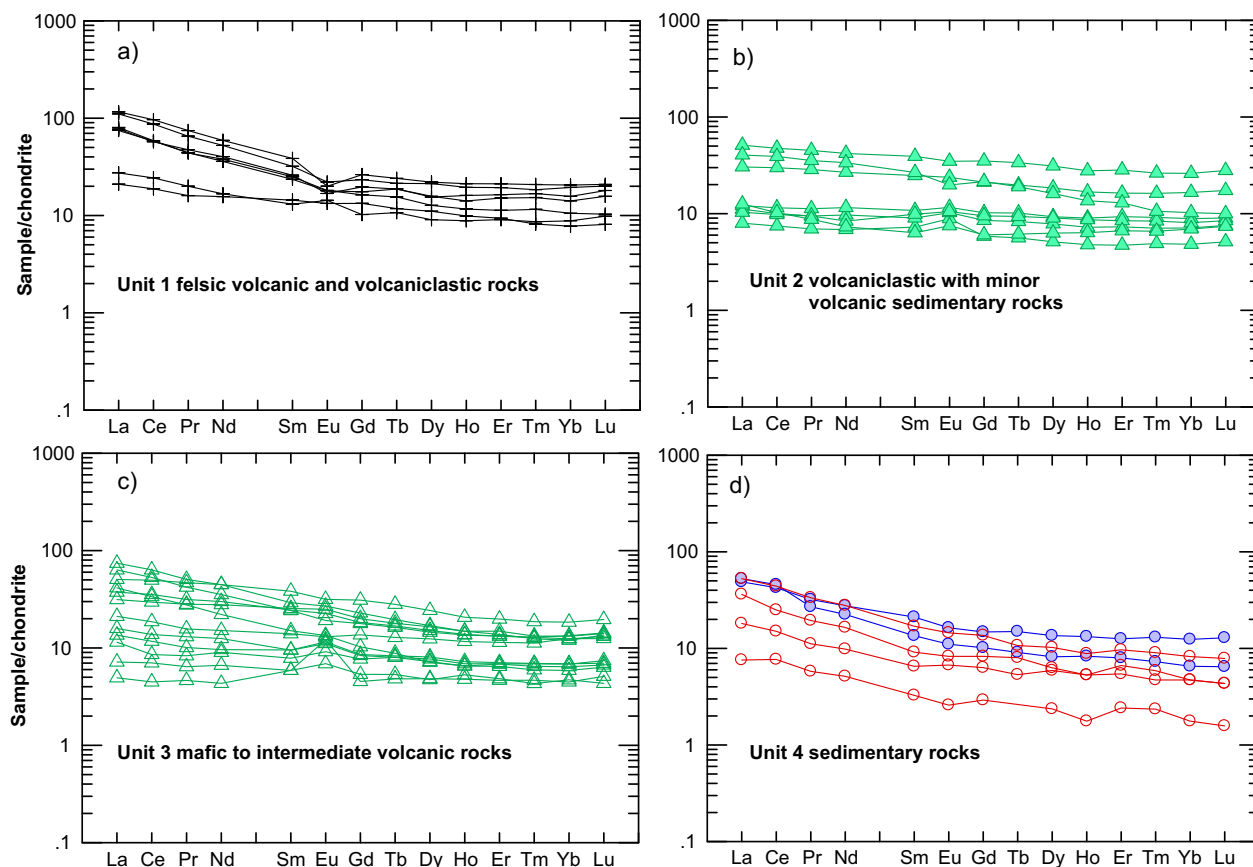 1000
100
10
1
.1
Sample/chondrite
a)
Unit 1 felsic volcanic and volcaniclastic rocks
La Ce Pr Nd Sm Eu Gd Tb Dy Ho Er Tm Yb Lu
1000
100
10
1
.1
b)
Unit 2 volcaniclastic with minor
volcanic sedimentary rocks
La Ce Pr Nd Sm Eu Gd Tb Dy Ho Er Tm Yb Lu
1000
100
10
1
.1
Sample/chondrite
c)
Unit 3 mafic to intermediate volcanic rocks
La Ce Pr Nd Sm Eu Gd Tb Dy Ho Er Tm Yb Lu
1000
100
10
1
.1
d)
Unit 4 sedimentary rocks
La Ce Pr Nd Sm Eu Gd Tb Dy Ho Er Tm Yb Lu